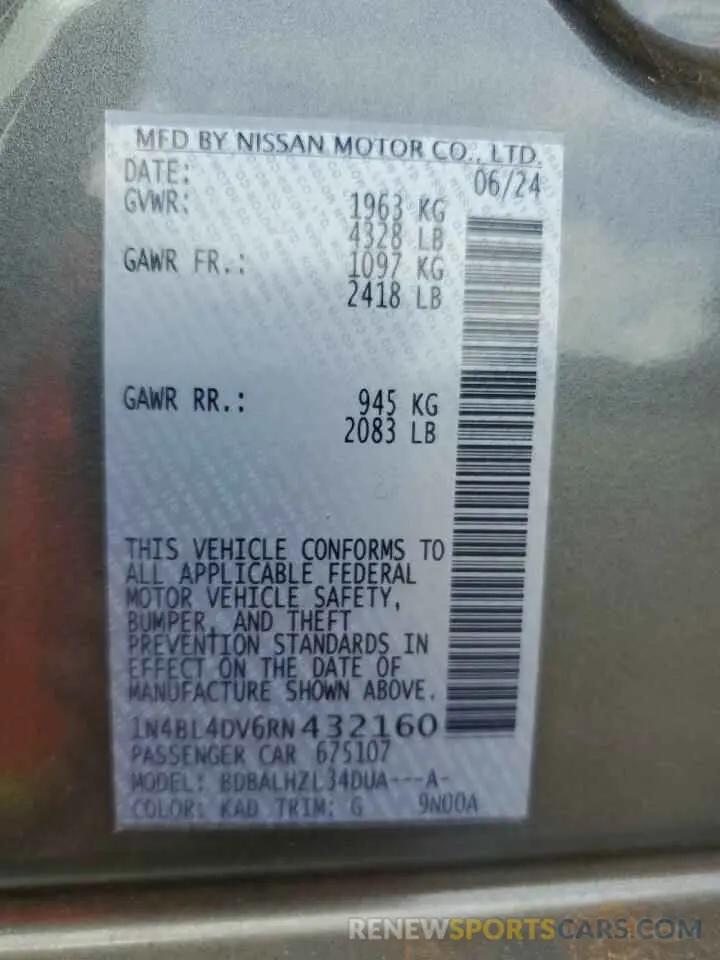 MFD BY NISSAN MOTOR CO., LTD.
DATE: 06/24
GVWR: 1963 KG
4328 LB
GAWR FR.: 1097 KG
2418 LB
GAWR RR.: 945 KG
2083 LB
THIS VEHICLE CONFORMS TO
ALL APPLICABLE FEDERAL
MOTOR VEHICLE SAFETY,
BUMPER, AND THEFT
PREVENTION STANDARDS IN
EFFECT ON THE DATE OF
MANUFACTURE SHOWN ABOVE.
1N4BL4DV6RN432160
PASSENGER CAR 675107
MODEL: BDBALHZL34DUA---A-
COLOR: KAD TRIM: G 9N00A
RENEWSPORTSCARS.COM